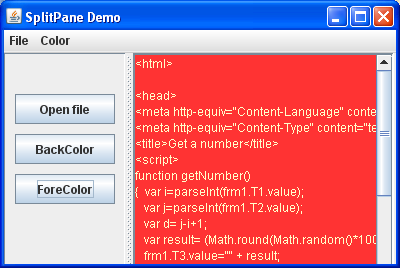 SplitPane Demo
File Color
Open file
BackColor
ForeColor
<html>
<head>
<meta http-equiv="Content-Language" conte
<meta http-equiv="Content-Type" content="te
<title>Get a number</title>
<script>
function getNumber()
{ var i=parseInt(frm1.T1.value);
var j=parseInt(frm1.T2.value);
var d= j-i+1;
var result= (Math.round(Math.random()*100
frm1.T3.value="" + result;